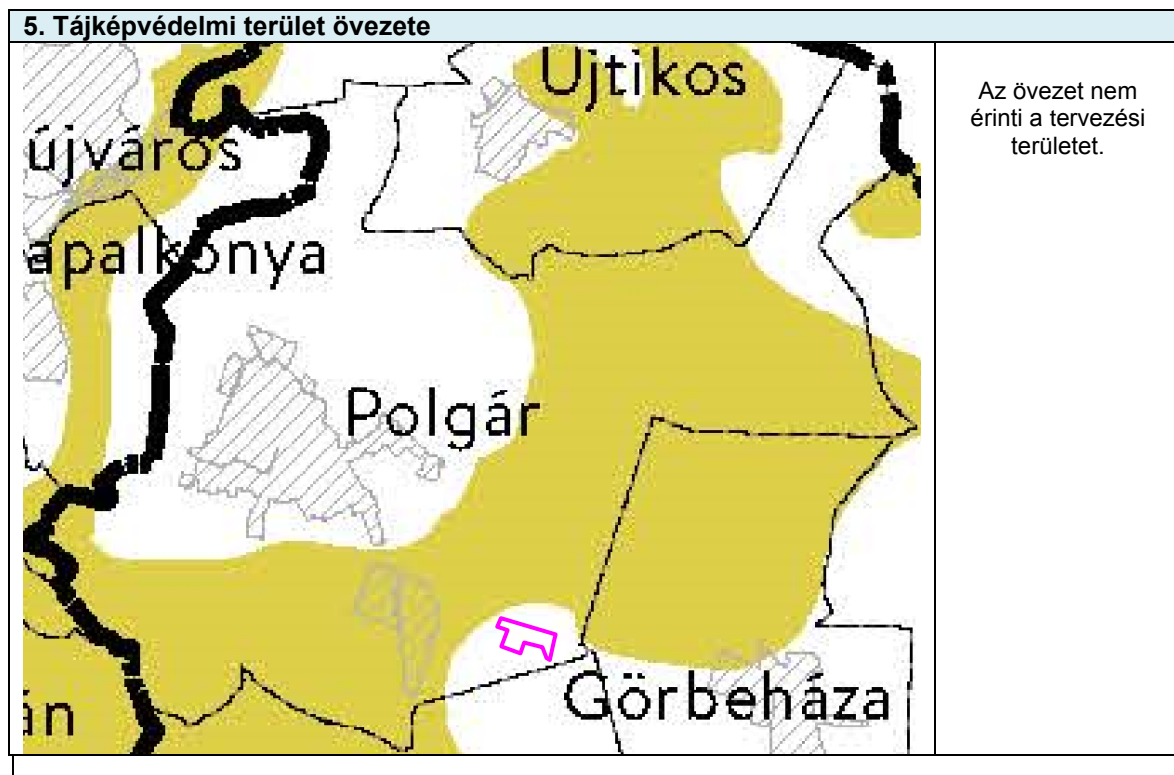 5. Tájképvédelmi terület övezete
Ujtikos
újváros
apalkonya
Polgár
Görbeháza
án
Az övezet nem
érinti a tervezési
területet.